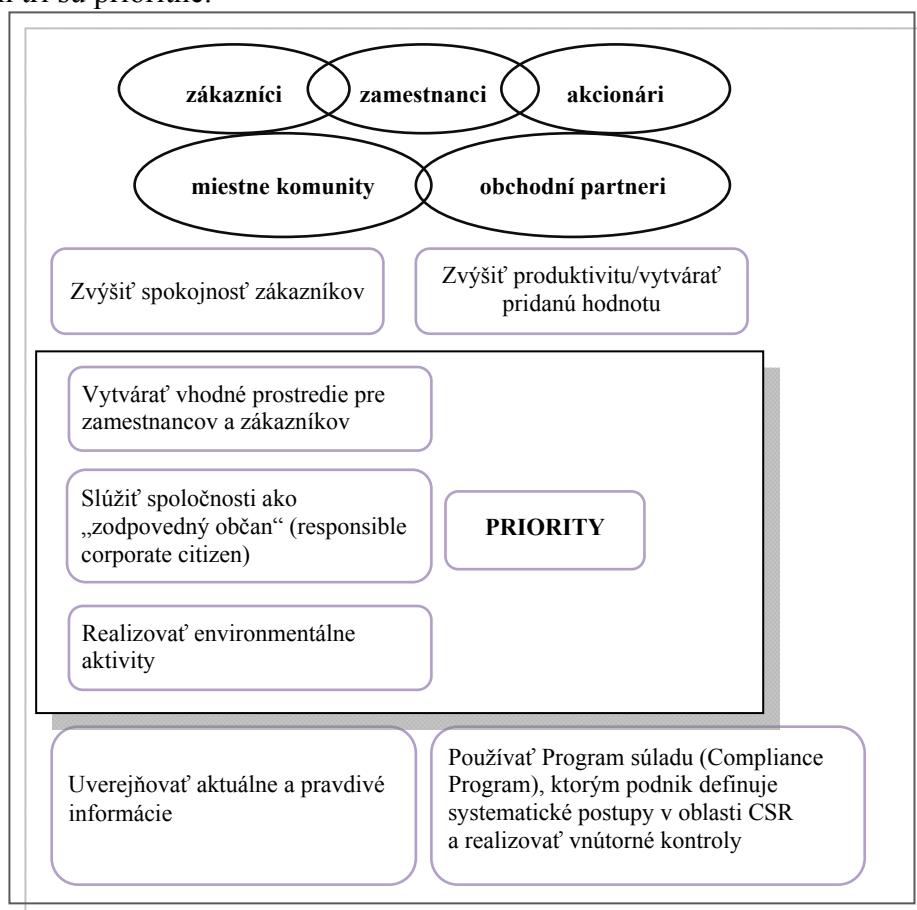 zákazníci zamestnanci akcionári
miestne komunity obchodní partneri
Zvýšiť spokojnosť zákazníkov
Zvýšiť produktivitu/vytvárať
pridanú hodnotu
Vytvárať vhodné prostredie pre
zamestnancov a zákazníkov
Slúžiť spoločnosti ako
„zodpovedný občan“ (responsible
corporate citizen)
PRIORITY
Realizovať environmentálne
aktivity
Uverejňovať aktuálne a pravdivé
informácie
Používať Program súladu (Compliance
Program), ktorým podnik definuje
systematické postupy v oblasti CSR
a realizovať vnútorné kontroly